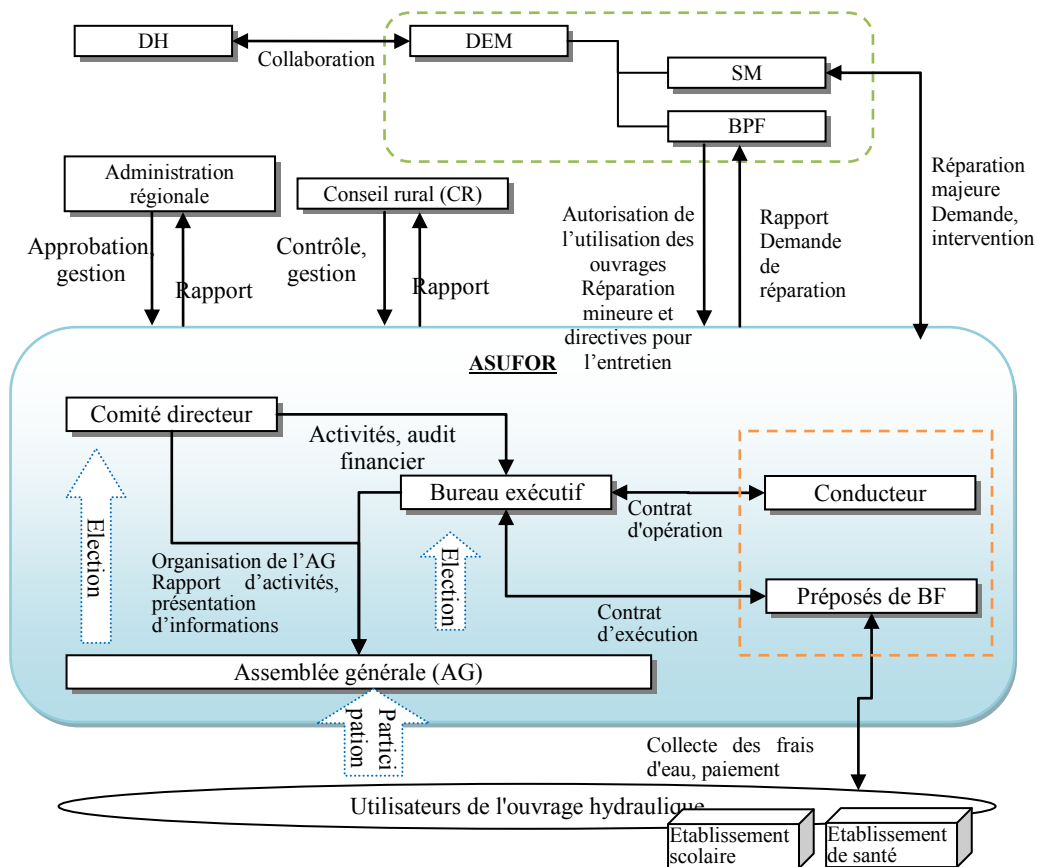 DH
DEM
Collaboration
SM
BPF
Administration
régionale
Conseil rural (CR)
Approbation,
gestion
Rapport
Contrôle,
gestion
Rapport
Autorisation de
l'utilisation des
ouvrages
Réparation
mineure et
directives pour
l'entretien
Rapport
Demande
de
réparation
Réparation
majeure
Demande,
intervention
ASUFOR
Comité directeur
Activités, audit
financier
Bureau exécutif
Conducteur
Contrat
d'opération
Election
Election
Organisation de l'AG
Rapport d'activités,
présentation
d'informations
Préposés de BF
Contrat
d'exécution
Assemblée générale (AG)
Partici
pation
Collecte des frais
d'eau, paiement
Utilisateurs de l'ouvrage hydraulique
Etablissement
scolaire
Etablissement
de santé